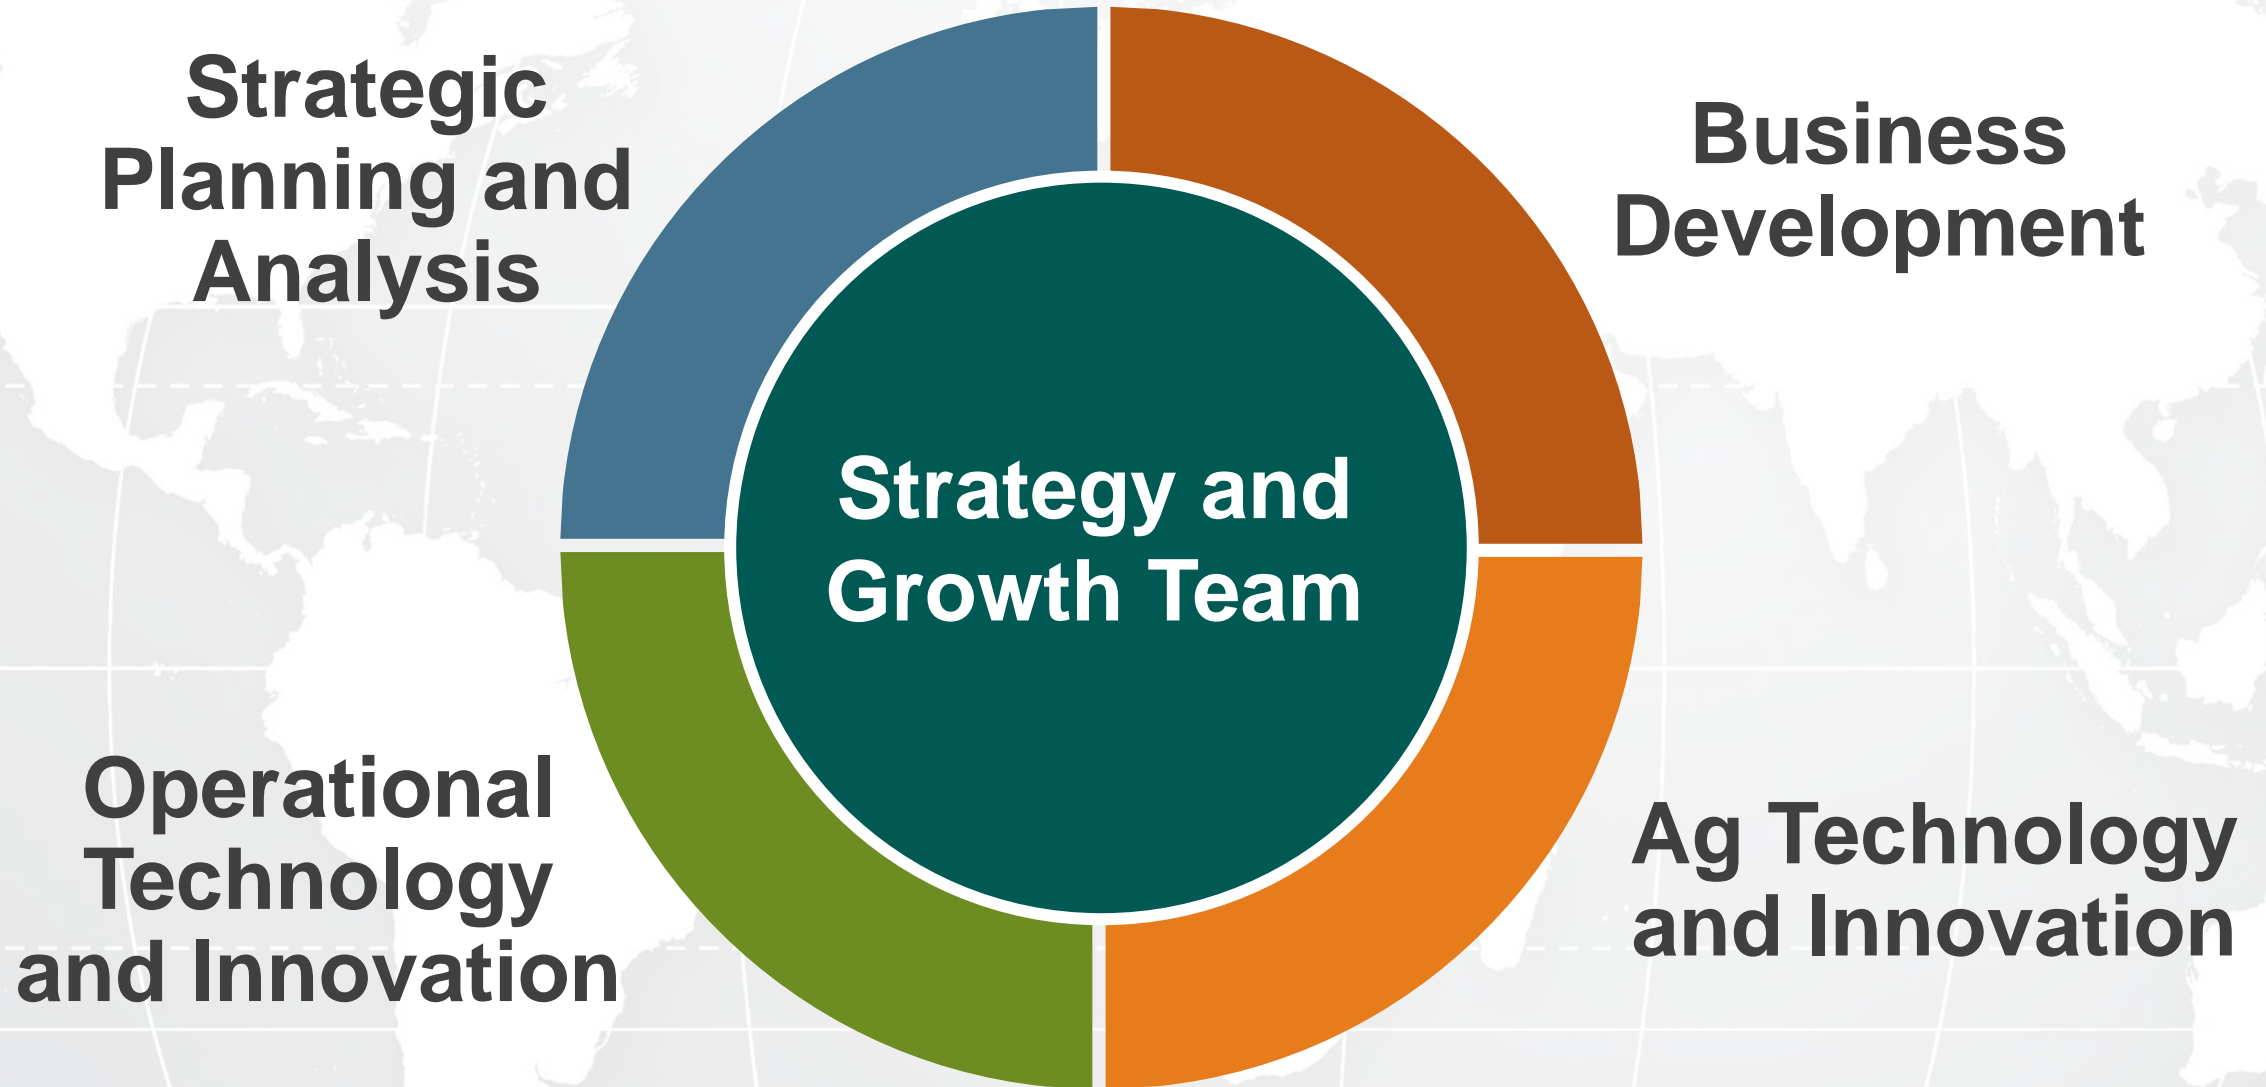 Strategic
Planning and
Analysis
Business
Development
Strategy and
Growth Team
Operational
Technology
and Innovation
Ag Technology
and Innovation